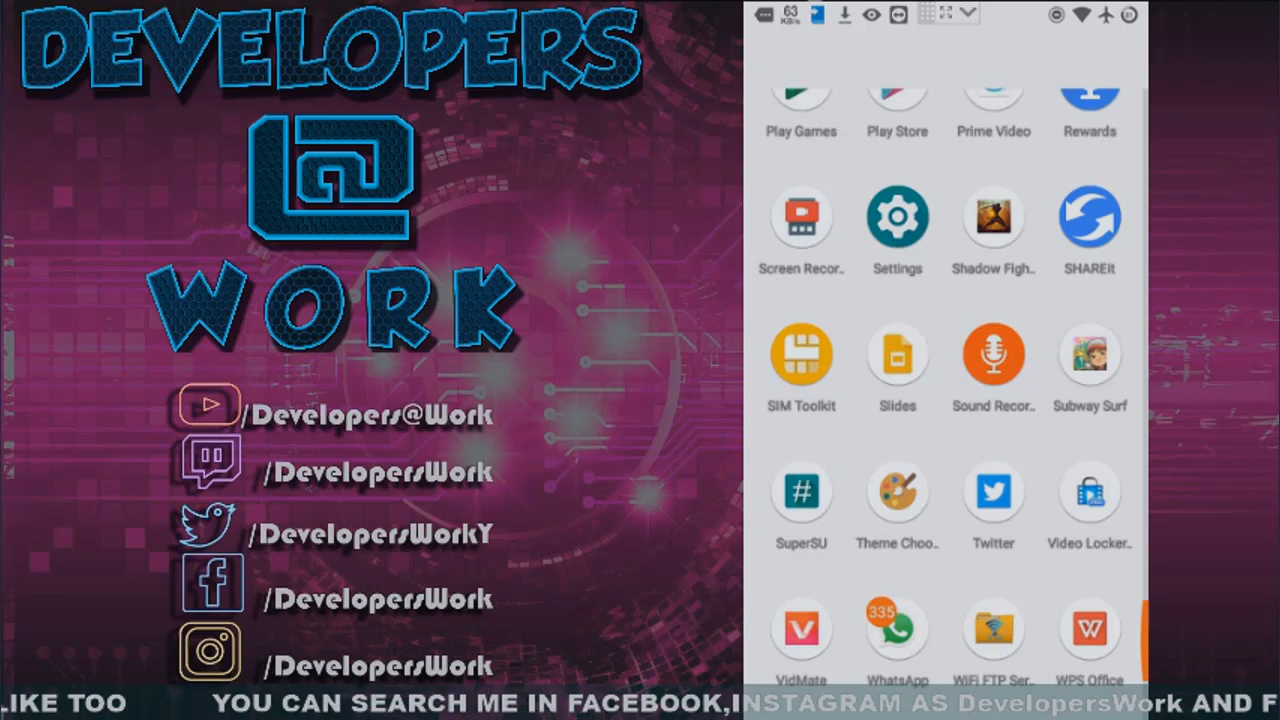 DEVELOPERS
@
WORK
/Developers@Work
/DevelopersWork
/DevelopersWorkY
/DevelopersWork
/DevelopersWork
63
KB/s
Play Games Play Store Prime Video Rewards
Screen Recor.. Settings Shadow Figh.. SHAREit
SIM Toolkit Slides Sound Recor.. Subway Surf
#
SuperSU Theme Choo.. Twitter Video Locker..
335
VidMate WhatsApp WiFi FTP Ser.. WPS Office
LIKE TOO YOU CAN SEARCH ME IN FACEBOOK,INSTAGRAM AS DevelopersWork AND F